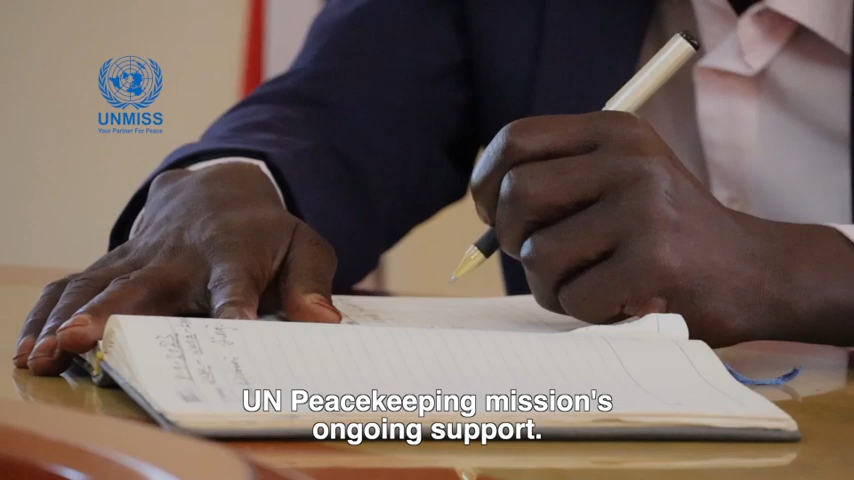 UNMISS
Your Partner For Peace
UN Peacekeeping mission's
ongoing support.